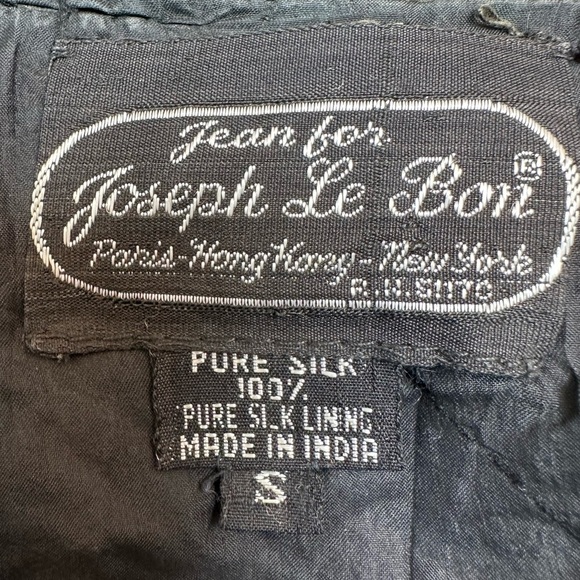 Jean for
Joseph Le Bon®
Paris-Hong Kong-New York
R.N.
PURE SILK
100%
PURE SILK LINING
MADE IN INDIA
S